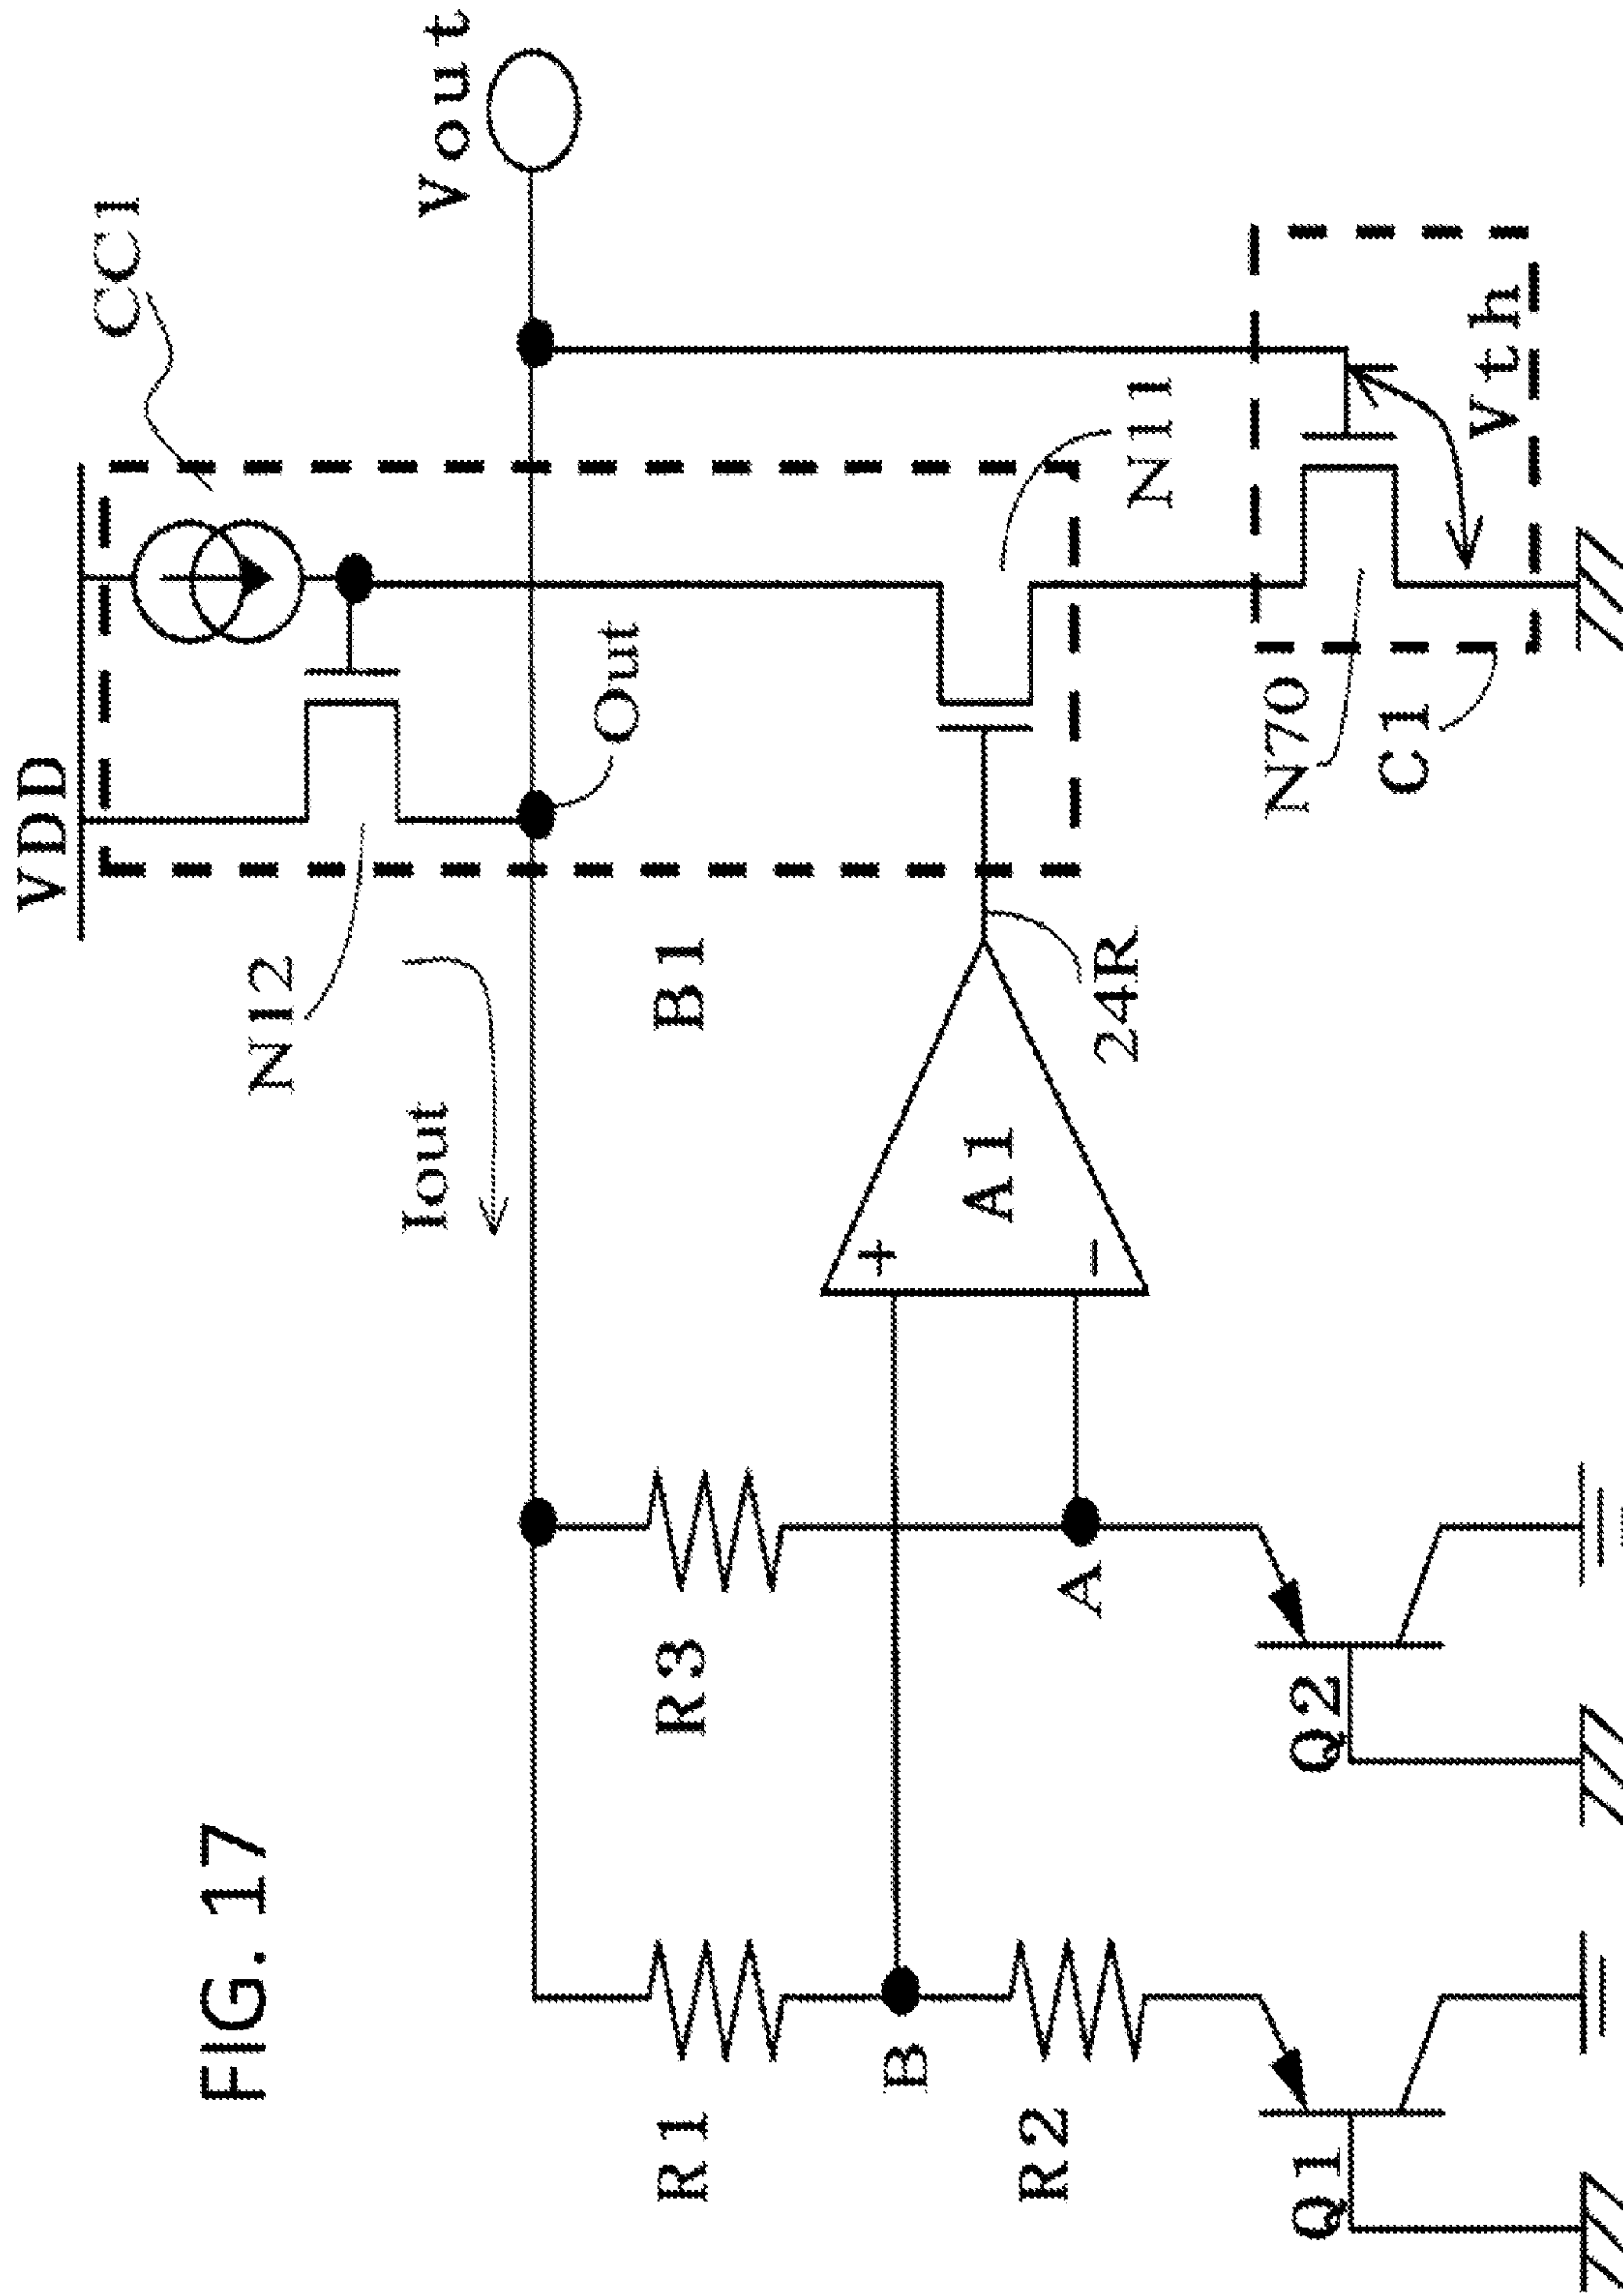 FIG. 17
VDD
CC1
N12
Vout
Iout
Out
R1
R3
B1
B
A
+
A1
−
24R
N11
R2
Q1
Q2
N70
C1
Vth